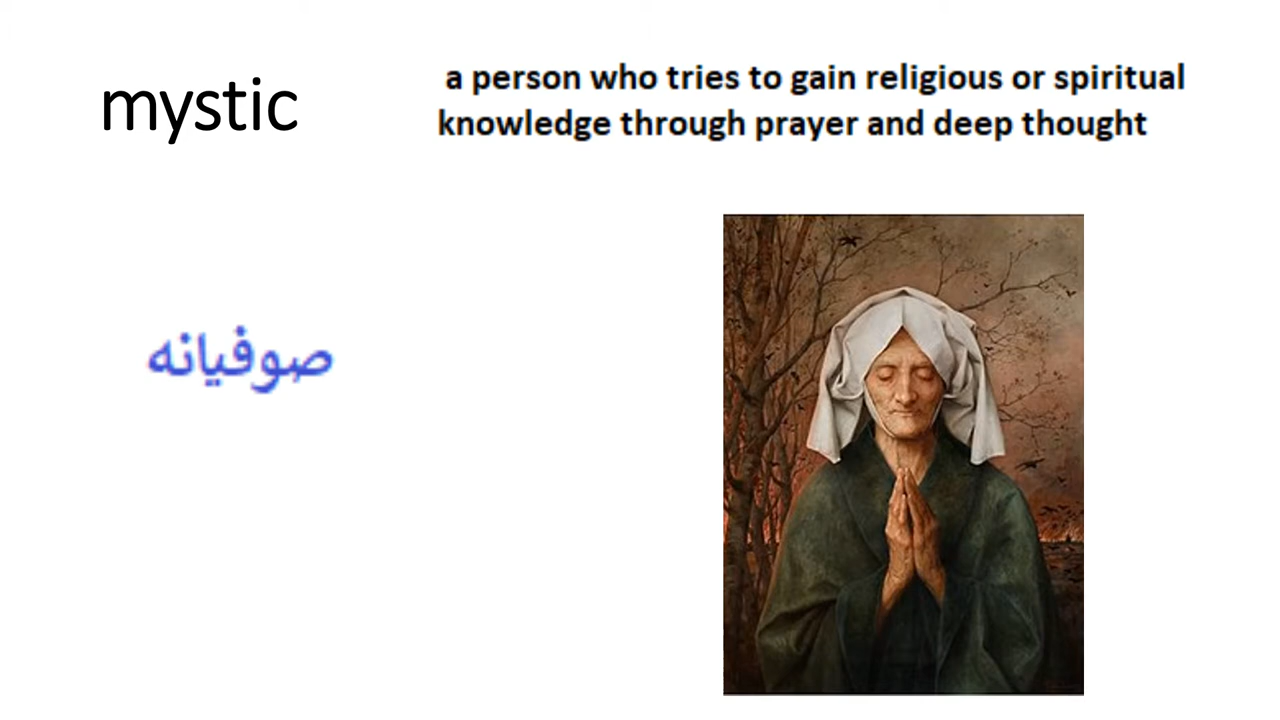 mystic
a person who tries to gain religious or spiritual
knowledge through prayer and deep thought
صوفیانه